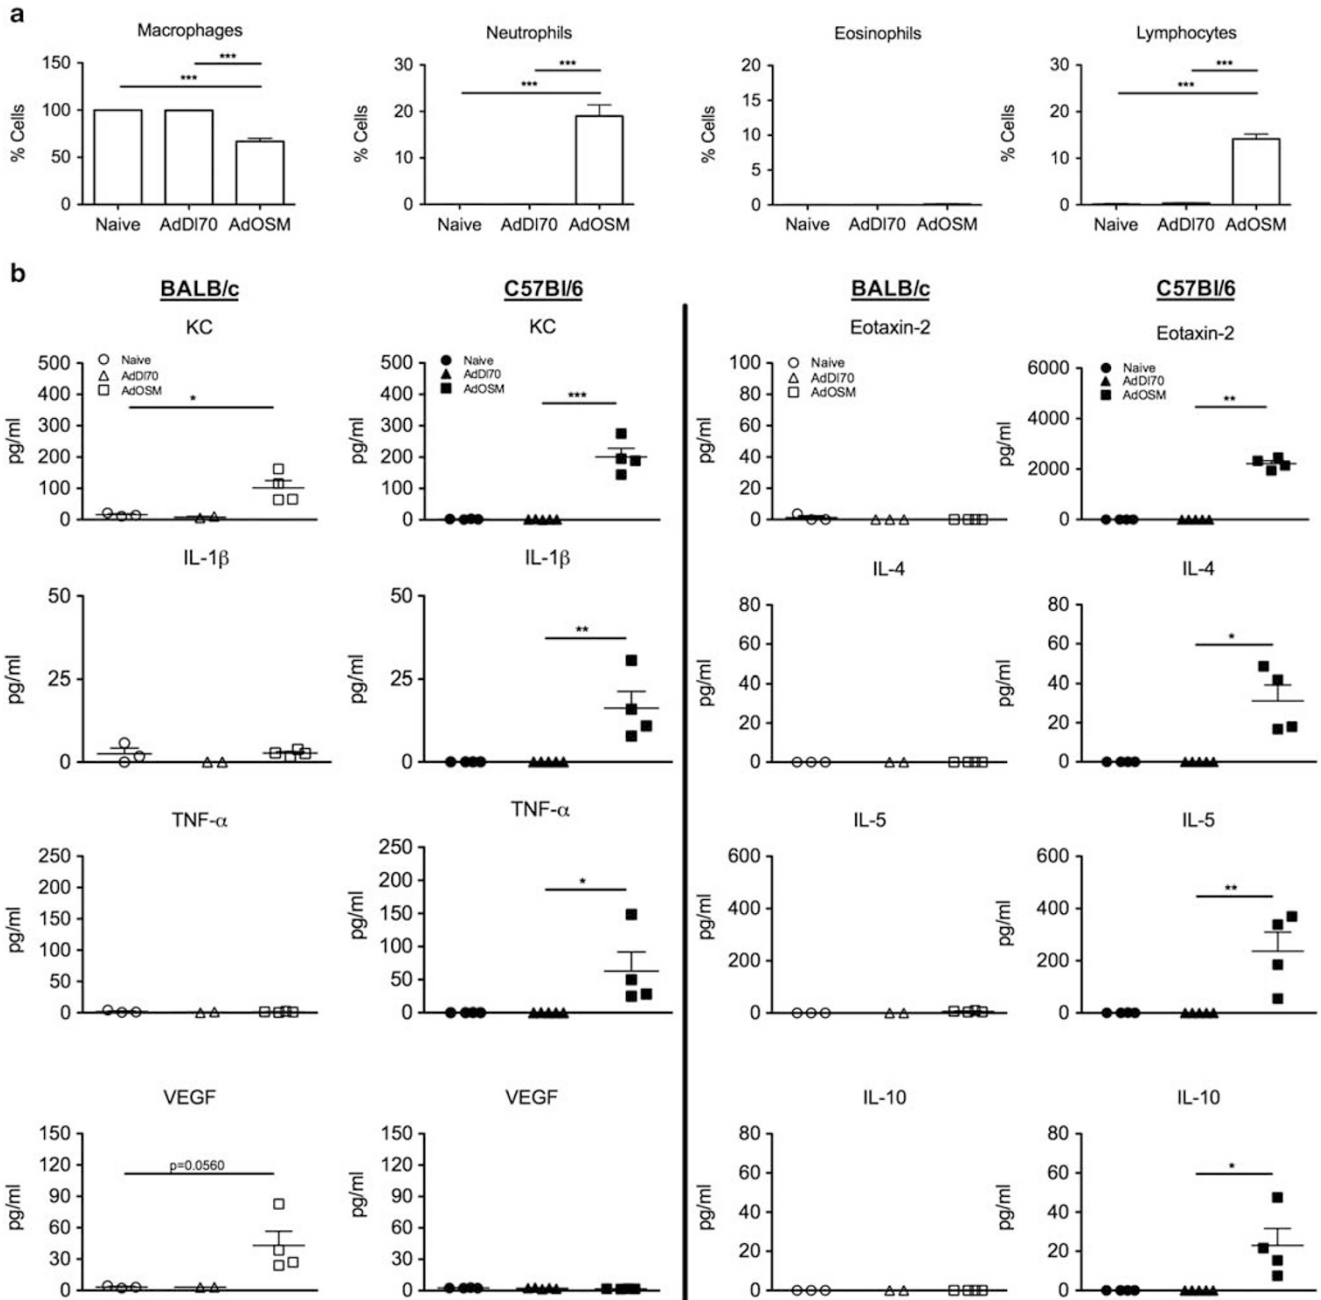 a
Macrophages
Neutrophils
Eosinophils
Lymphocytes
% Cells
150
100
50
0
***
***
Naive AdDl70 AdOSM
% Cells
30
20
10
0
***
***
Naive AdDl70 AdOSM
% Cells
20
15
10
5
0
Naive AdDl70 AdOSM
% Cells
30
20
10
0
***
***
Naive AdDl70 AdOSM
b
BALB/c
C57Bl/6
BALB/c
C57Bl/6
KC
pg/ml
500
400
300
200
100
0
Naive
AdDl70
AdOSM
*
KC
pg/ml
500
400
300
200
100
0
Naive
AdDl70
AdOSM
***
Eotaxin-2
pg/ml
100
80
60
40
20
0
Naive
AdDl70
AdOSM
Eotaxin-2
pg/ml
6000
4000
2000
0
Naive
AdDl70
AdOSM
**
IL-1β
pg/ml
50
25
0
IL-1β
pg/ml
50
25
0
**
IL-4
pg/ml
80
60
40
20
0
IL-4
pg/ml
80
60
40
20
0
*
TNF-α
pg/ml
250
200
150
100
50
0
TNF-α
pg/ml
250
200
150
100
50
0
*
IL-5
pg/ml
600
400
200
0
IL-5
pg/ml
600
400
200
0
**
VEGF
pg/ml
150
120
90
60
30
0
p=0.0560
VEGF
pg/ml
150
120
90
60
30
0
IL-10
pg/ml
80
60
40
20
0
IL-10
pg/ml
80
60
40
20
0
*